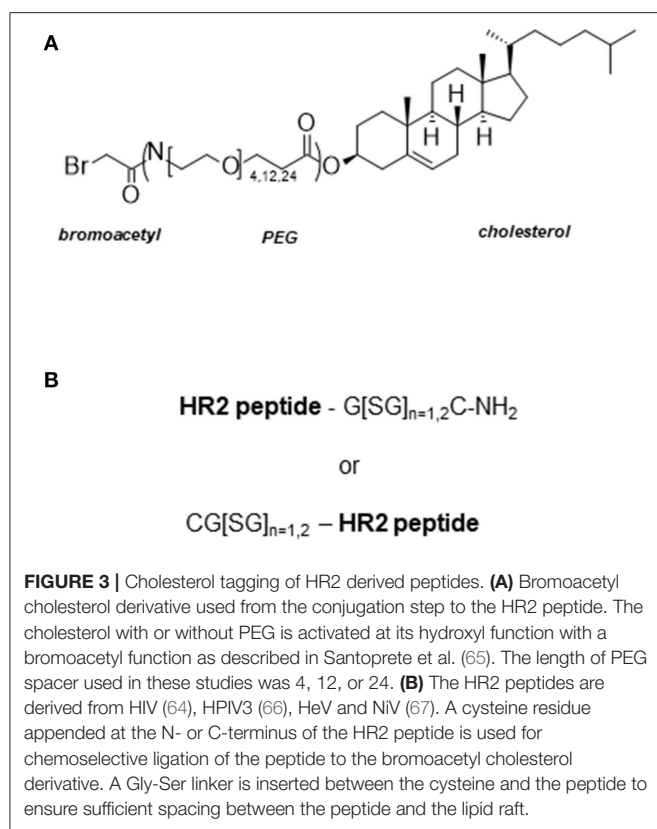 A
Br
O
(N[
O]4,12,24
O
)O
H
H
H
bromoacetyl
PEG
cholesterol
B
HR2 peptide - G[SG]n=1,2C-NH2
or
CG[SG]n=1,2 – HR2 peptide
FIGURE 3 | Cholesterol tagging of HR2 derived peptides. (A) Bromoacetyl
cholesterol derivative used from the conjugation step to the HR2 peptide. The
cholesterol with or without PEG is activated at its hydroxyl function with a
bromoacetyl function as described in Santoprete et al. (65). The length of PEG
spacer used in these studies was 4, 12, or 24. (B) The HR2 peptides are
derived from HIV (64), HPIV3 (66), HeV and NiV (67). A cysteine residue
appended at the N- or C-terminus of the HR2 peptide is used for
chemoselective ligation of the peptide to the bromoacetyl cholesterol
derivative. A Gly-Ser linker is inserted between the cysteine and the peptide to
ensure sufficient spacing between the peptide and the lipid raft.